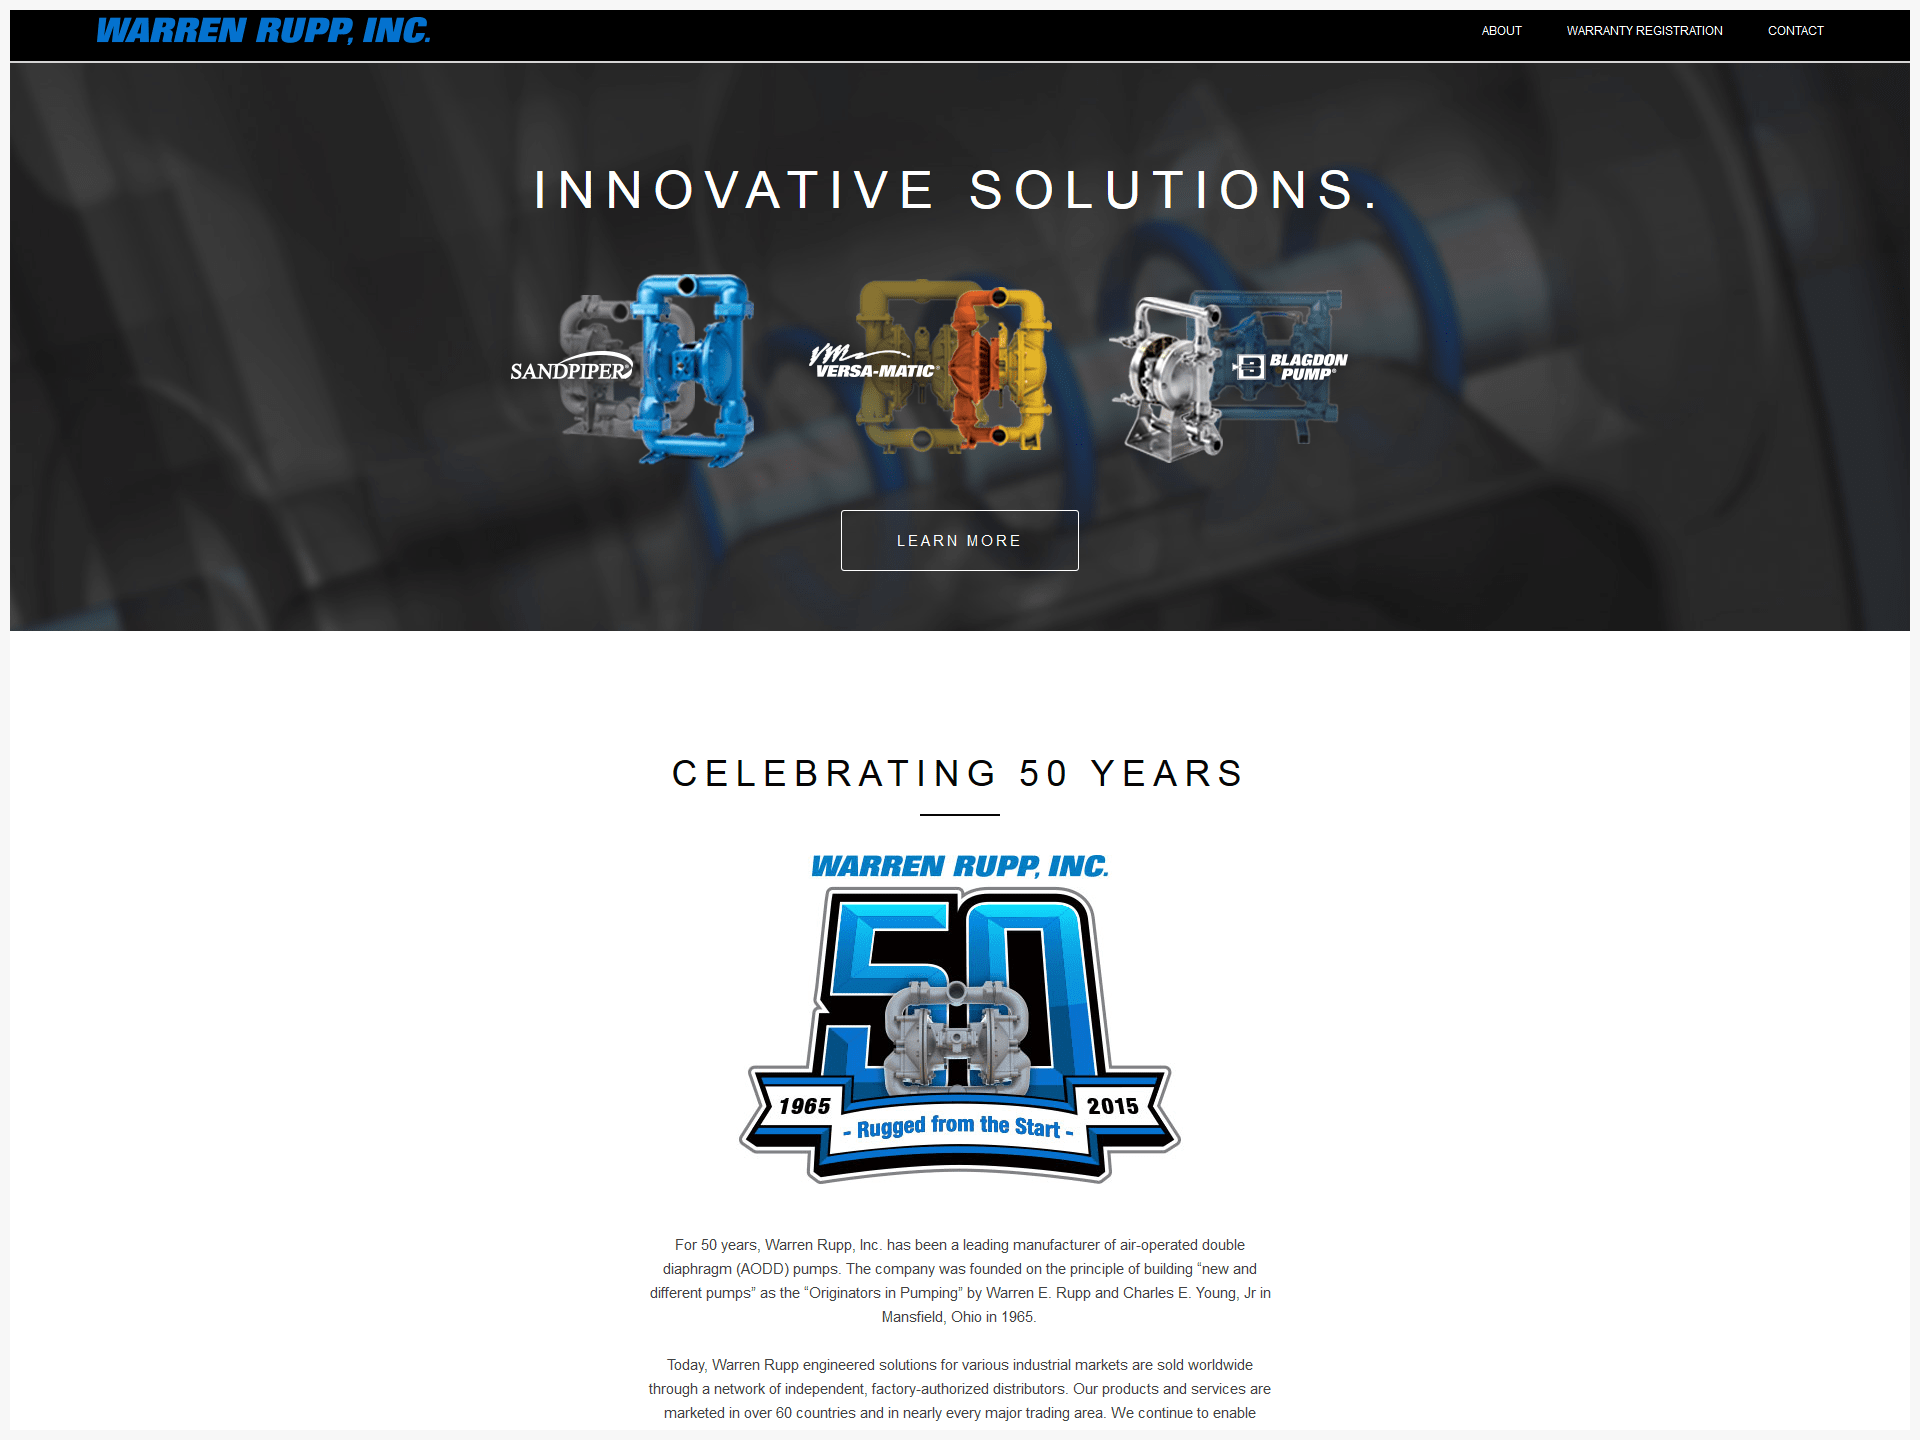 WARREN RUPP, INC.
ABOUT
WARRANTY REGISTRATION
CONTACT
INNOVATIVE SOLUTIONS.
SANDPIPER®
VM
VERSA-MATIC®
B
BLAGDON
PUMP®
LEARN MORE
CELEBRATING 50 YEARS
WARREN RUPP, INC.
50
1965
2015
- Rugged from the Start -
For 50 years, Warren Rupp, Inc. has been a leading manufacturer of air-operated double
diaphragm (AODD) pumps. The company was founded on the principle of building “new and
different pumps” as the “Originators in Pumping” by Warren E. Rupp and Charles E. Young, Jr in
Mansfield, Ohio in 1965.
Today, Warren Rupp engineered solutions for various industrial markets are sold worldwide
through a network of independent, factory-authorized distributors. Our products and services are
marketed in over 60 countries and in nearly every major trading area. We continue to enable